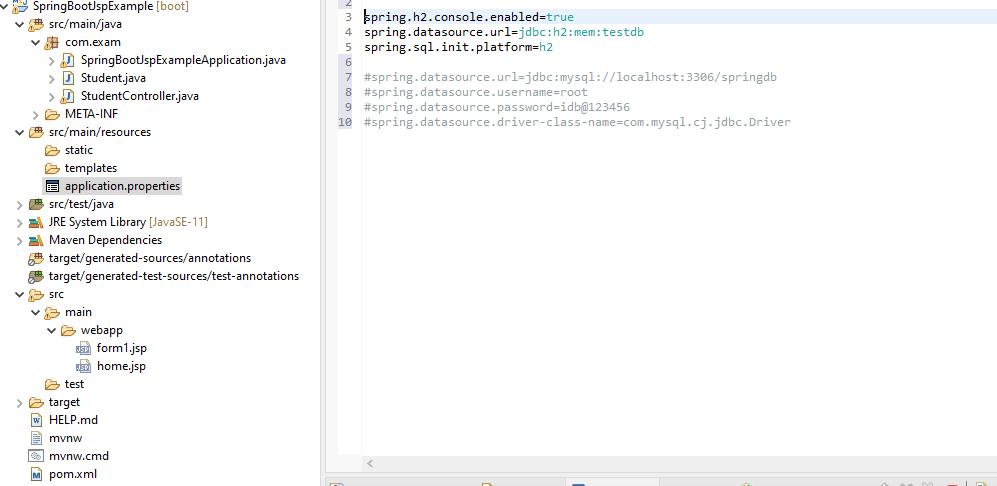 SpringBootJspExample [boot]
src/main/java
com.exam
SpringBootJspExampleApplication.java
Student.java
StudentController.java
META-INF
src/main/resources
static
templates
application.properties
src/test/java
JRE System Library [JavaSE-11]
Maven Dependencies
target/generated-sources/annotations
target/generated-test-sources/test-annotations
src
main
webapp
form1.jsp
home.jsp
test
target
HELP.md
mvnw
mvnw.cmd
pom.xml
2
3 spring.h2.console.enabled=true
4 spring.datasource.url=jdbc:h2:mem:testdb
5 spring.sql.init.platform=h2
6
7 #spring.datasource.url=jdbc:mysql://localhost:3306/springdb
8 #spring.datasource.username=root
9 #spring.datasource.password=idb@123456
10 #spring.datasource.driver-class-name=com.mysql.cj.jdbc.Driver